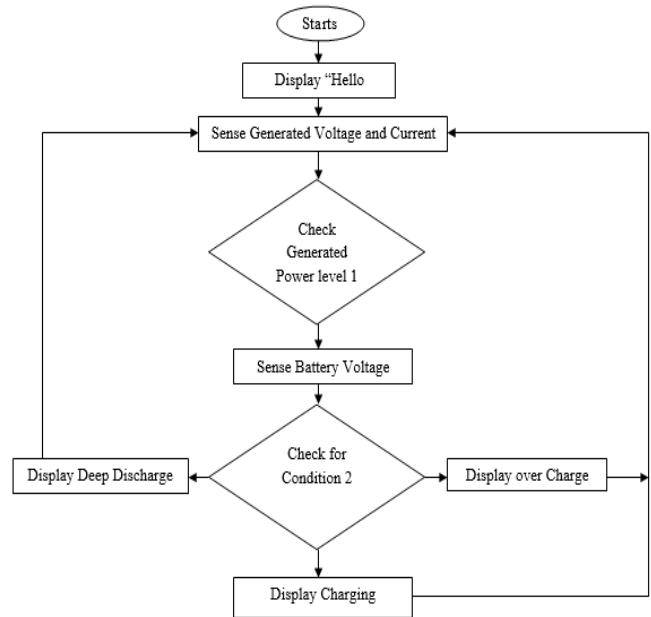 Starts
Display “Hello
Sense Generated Voltage and Current
Check
Generated
Power level 1
Sense Battery Voltage
Check for
Condition 2
Display Deep Discharge
Display over Charge
Display Charging